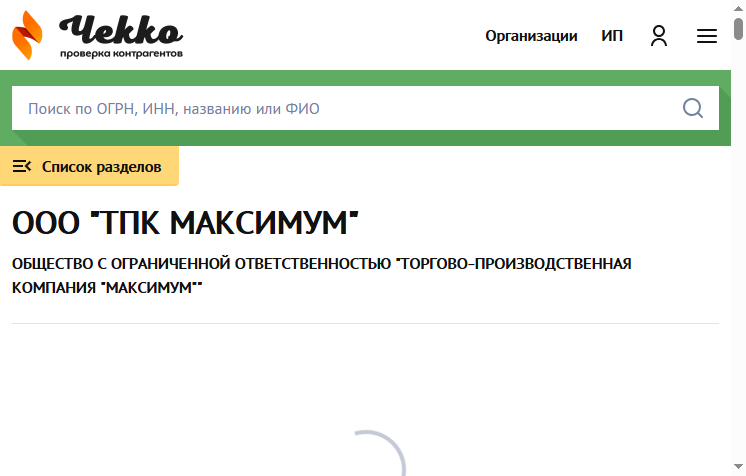 Чекко
проверка контрагентов
Организации ИП
Поиск по ОГРН, ИНН, названию или ФИО
Список разделов
ООО "ТПК МАКСИМУМ"
ОБЩЕСТВО С ОГРАНИЧЕННОЙ ОТВЕТСТВЕННОСТЬЮ "ТОРГОВО-ПРОИЗВОДСТВЕННАЯ
КОМПАНИЯ "МАКСИМУМ""